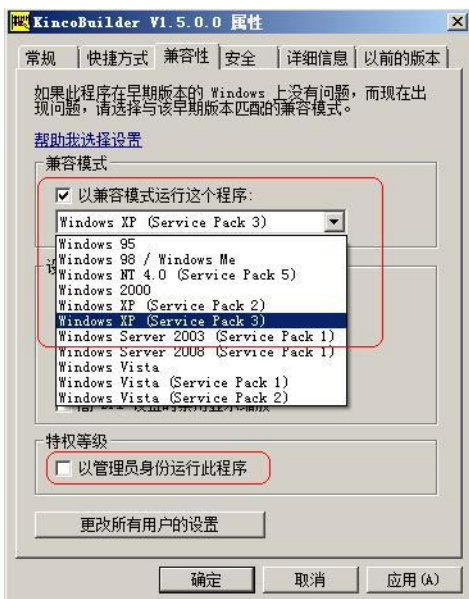 KincoBuilder V1.5.0.0 属性
常规 快捷方式 兼容性 安全 详细信息 以前的版本
如果此程序在早期版本的 Windows 上没有问题，而现在出
现问题，请选择与该早期版本匹配的兼容模式。
帮助我选择设置
兼容模式
以兼容模式运行这个程序:
Windows XP (Service Pack 3)
Windows 95
Windows 98 / Windows Me
Windows NT 4.0 (Service Pack 5)
Windows 2000
Windows XP (Service Pack 2)
Windows XP (Service Pack 3)
Windows Server 2003 (Service Pack 1)
Windows Server 2008 (Service Pack 1)
Windows Vista
Windows Vista (Service Pack 1)
Windows Vista (Service Pack 2)
特权等级
以管理员身份运行此程序
更改所有用户的设置
确定 取消 应用(A)